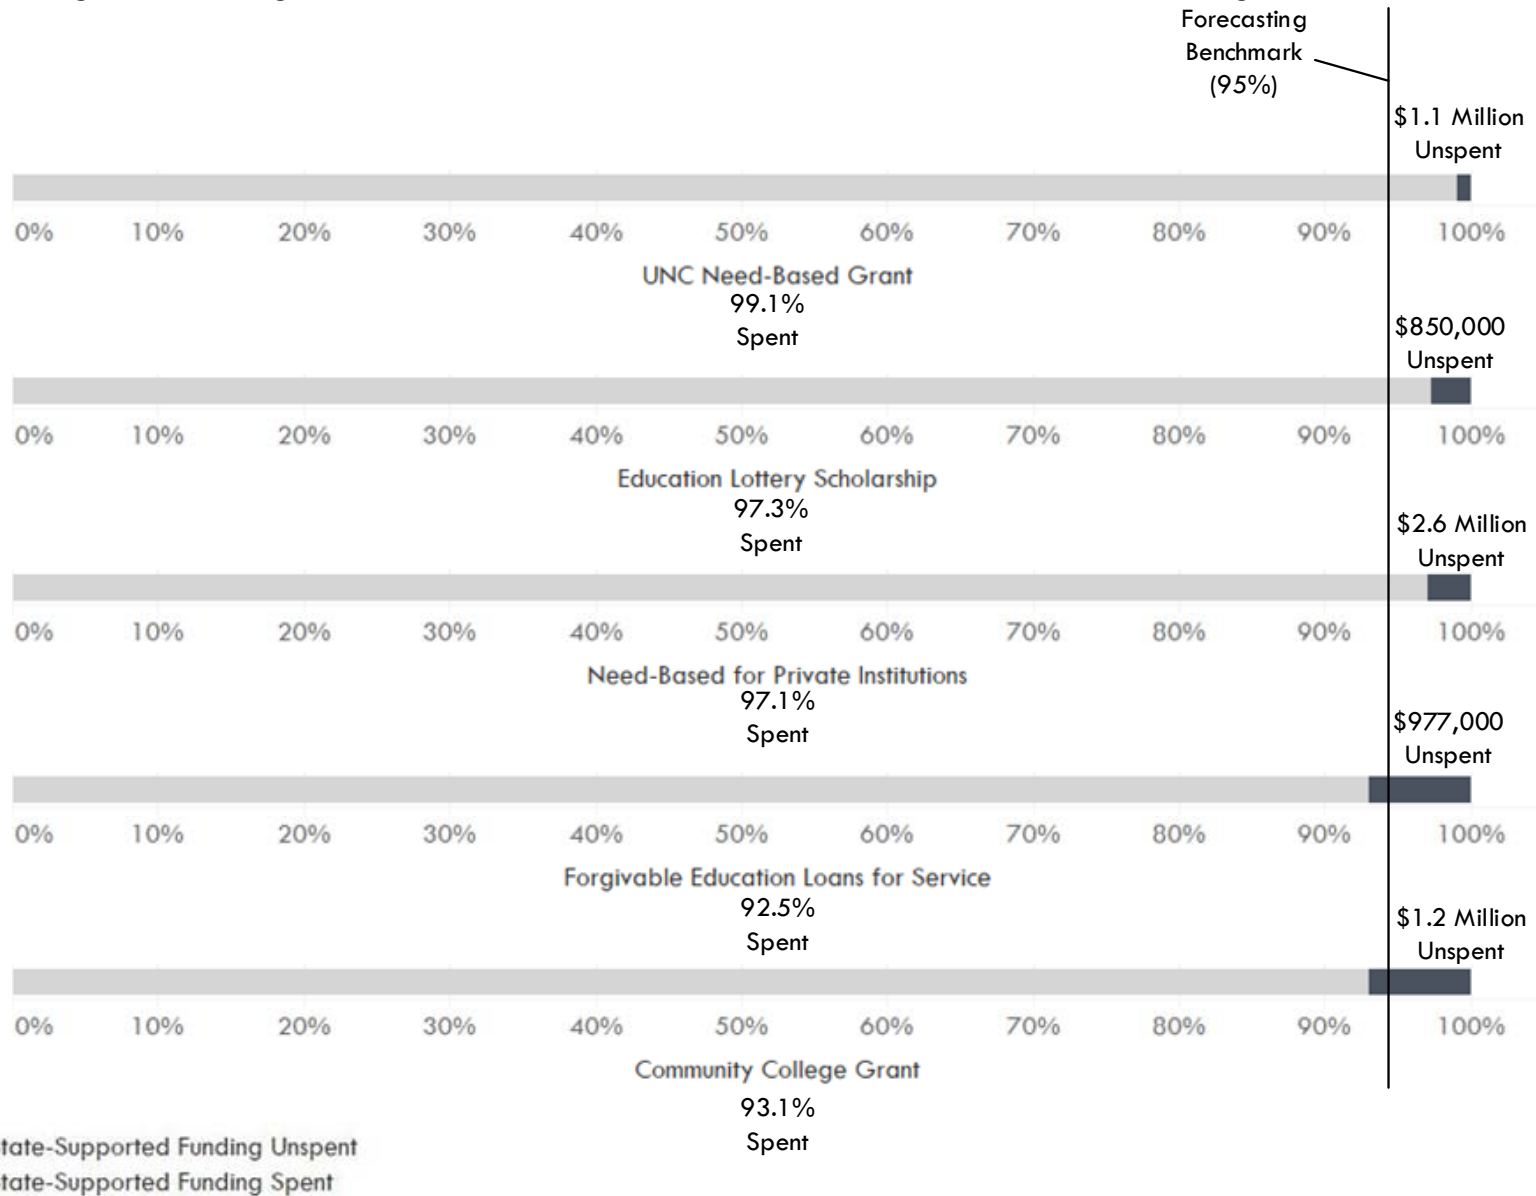 Forecasting
Benchmark
(95%)
$1.1 Million
Unspent
0% 10% 20% 30% 40% 50% 60% 70% 80% 90% 100%
UNC Need-Based Grant
99.1%
Spent
$850,000
Unspent
0% 10% 20% 30% 40% 50% 60% 70% 80% 90% 100%
Education Lottery Scholarship
97.3%
Spent
$2.6 Million
Unspent
0% 10% 20% 30% 40% 50% 60% 70% 80% 90% 100%
Need-Based for Private Institutions
97.1%
Spent
$977,000
Unspent
0% 10% 20% 30% 40% 50% 60% 70% 80% 90% 100%
Forgivable Education Loans for Service
92.5%
Spent
$1.2 Million
Unspent
0% 10% 20% 30% 40% 50% 60% 70% 80% 90% 100%
Community College Grant
93.1%
Spent
tate-Supported Funding Unspent
tate-Supported Funding Spent